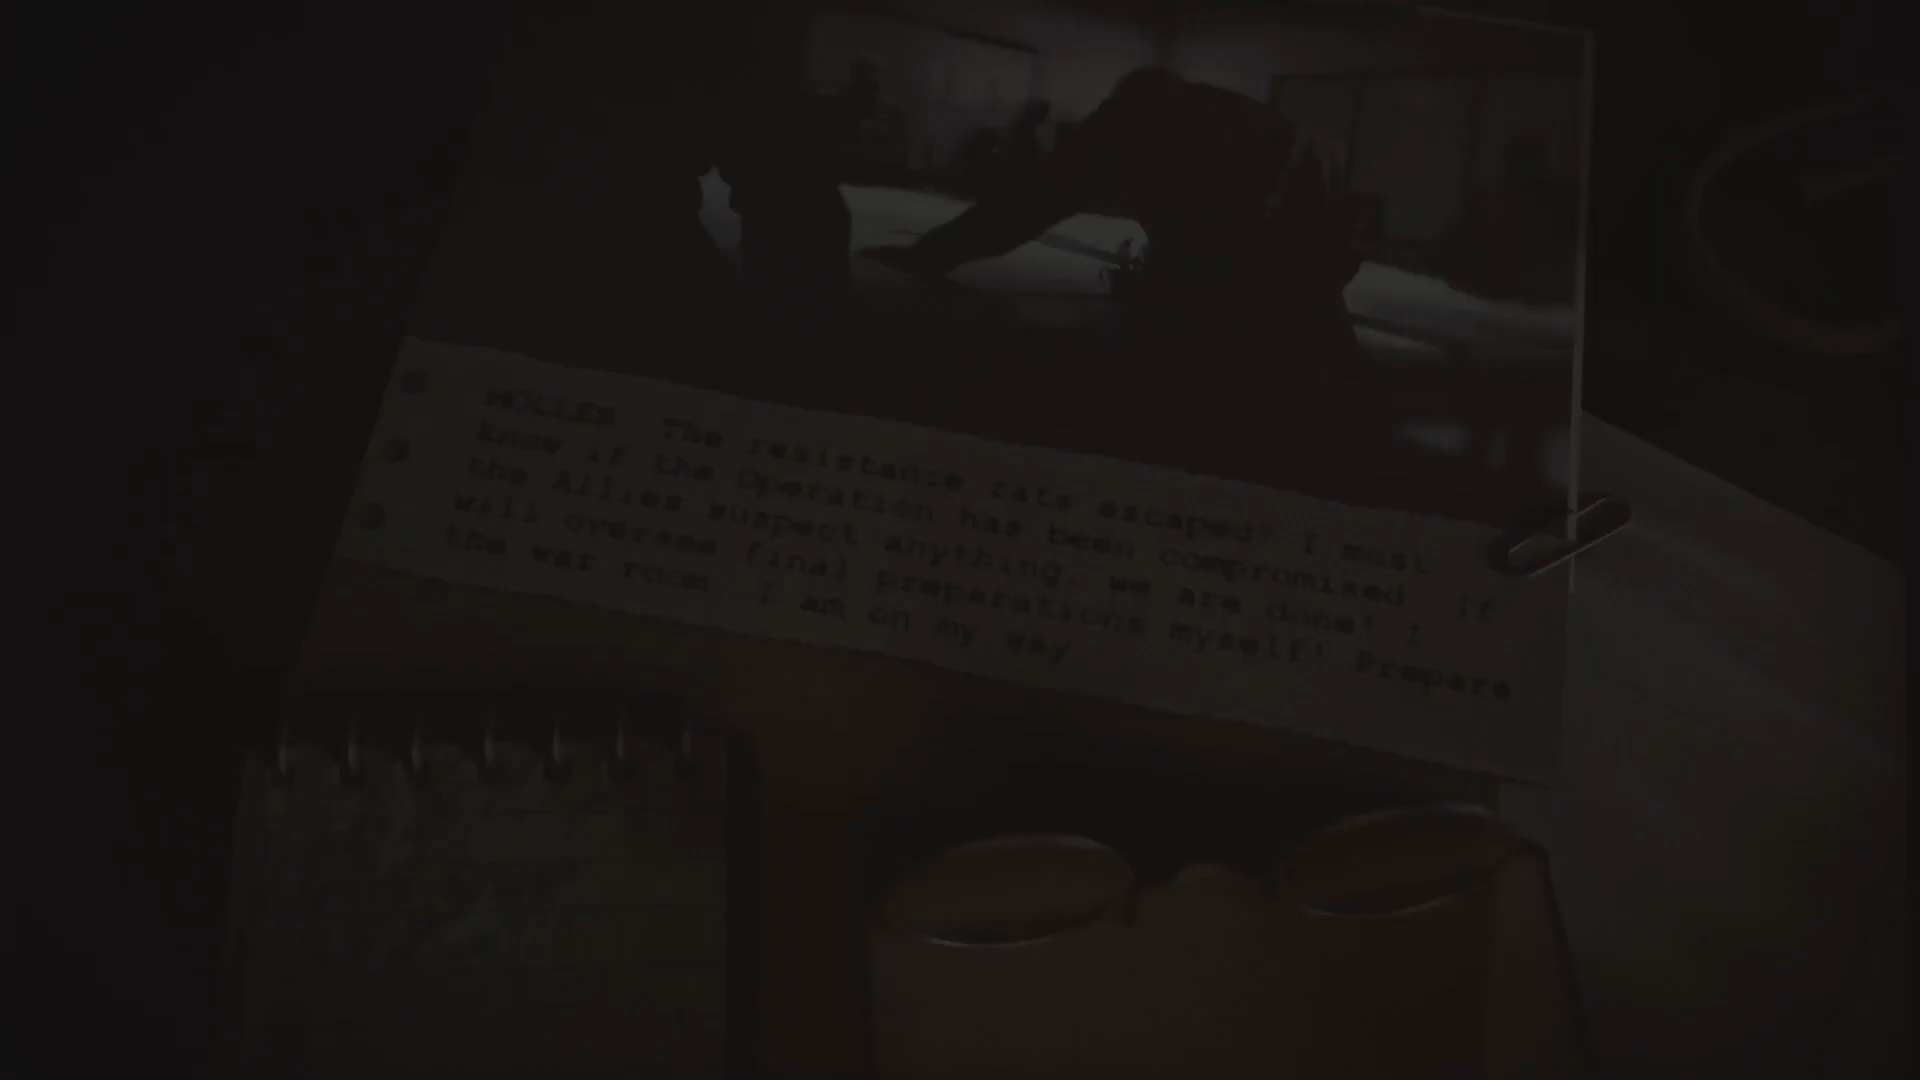 MÖLLER The resistance rats escaped? I must
know if the Operation has been compromised If
the Allies suspect anything, we are done! I
will oversee final preparations myself! Prepare
the war room I am on my way